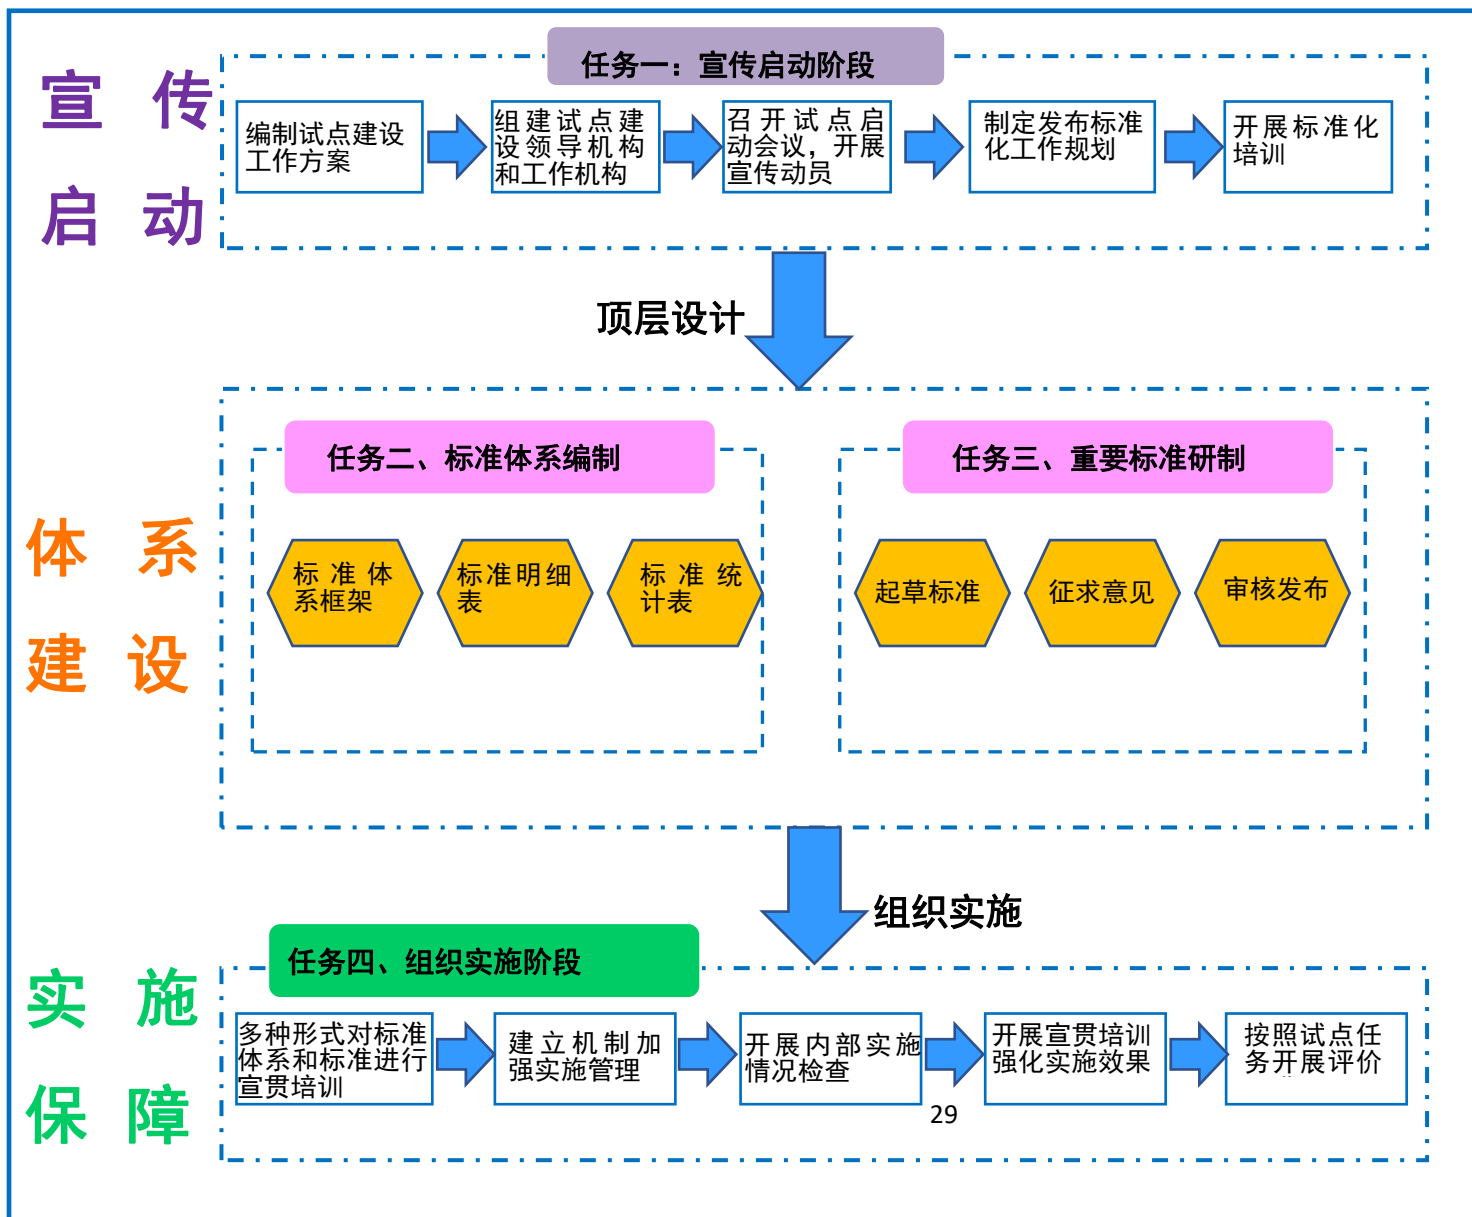 宣 传
启 动
任务一：宣传启动阶段
编制试点建设
工作方案
组建试点建
设领导机构
和工作机构
召开试点启
动会议，开展
宣传动员
制定发布标准
化工作规划
开展标准化
培训
顶层设计
体 系
建 设
任务二、标准体系编制
标 准 体
系框架
标准明细
表
标 准 统
计表
任务三、重要标准研制
起草标准
征求意见
审核发布
组织实施
实 施
保 障
任务四、组织实施阶段
多种形式对标准
体系和标准进行
宣贯培训
建立机制加
强实施管理
开展内部实施
情况检查
开展宣贯培训
强化实施效果
按照试点任
务开展评价
29